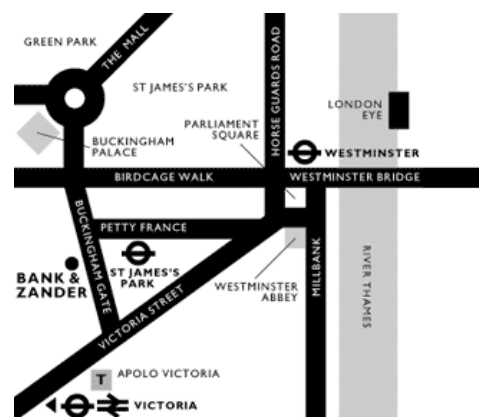 GREEN PARK
THE MALL
ST JAMES'S PARK
HORSE GUARDS ROAD
LONDON
EYE
PARLIAMENT
SQUARE
BUCKINGHAM
PALACE
WESTMINSTER
BIRDCAGE WALK
WESTMINSTER BRIDGE
BUCKINGHAM GATE
PETTY FRANCE
ST JAMES'S
PARK
BANK &
ZANDER
VICTORIA STREET
WESTMINSTER
ABBEY
MILLBANK
RIVER THAMES
T
APOLO VICTORIA
VICTORIA